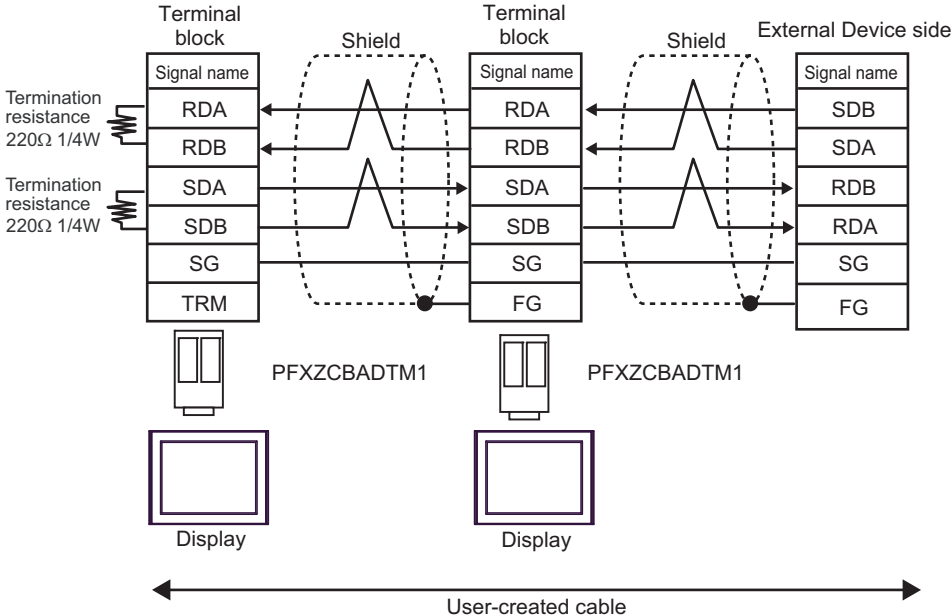 Terminal
block
Shield
Terminal
block
Shield
External Device side
Signal name
Signal name
Signal name
Termination
resistance
220Ω 1/4W
RDA
RDA
SDB
RDB
RDB
SDA
Termination
resistance
220Ω 1/4W
SDA
SDA
RDB
SDB
SDB
RDA
SG
SG
SG
TRM
FG
FG
PFXZCBADTM1
PFXZCBADTM1
Display
Display
User-created cable